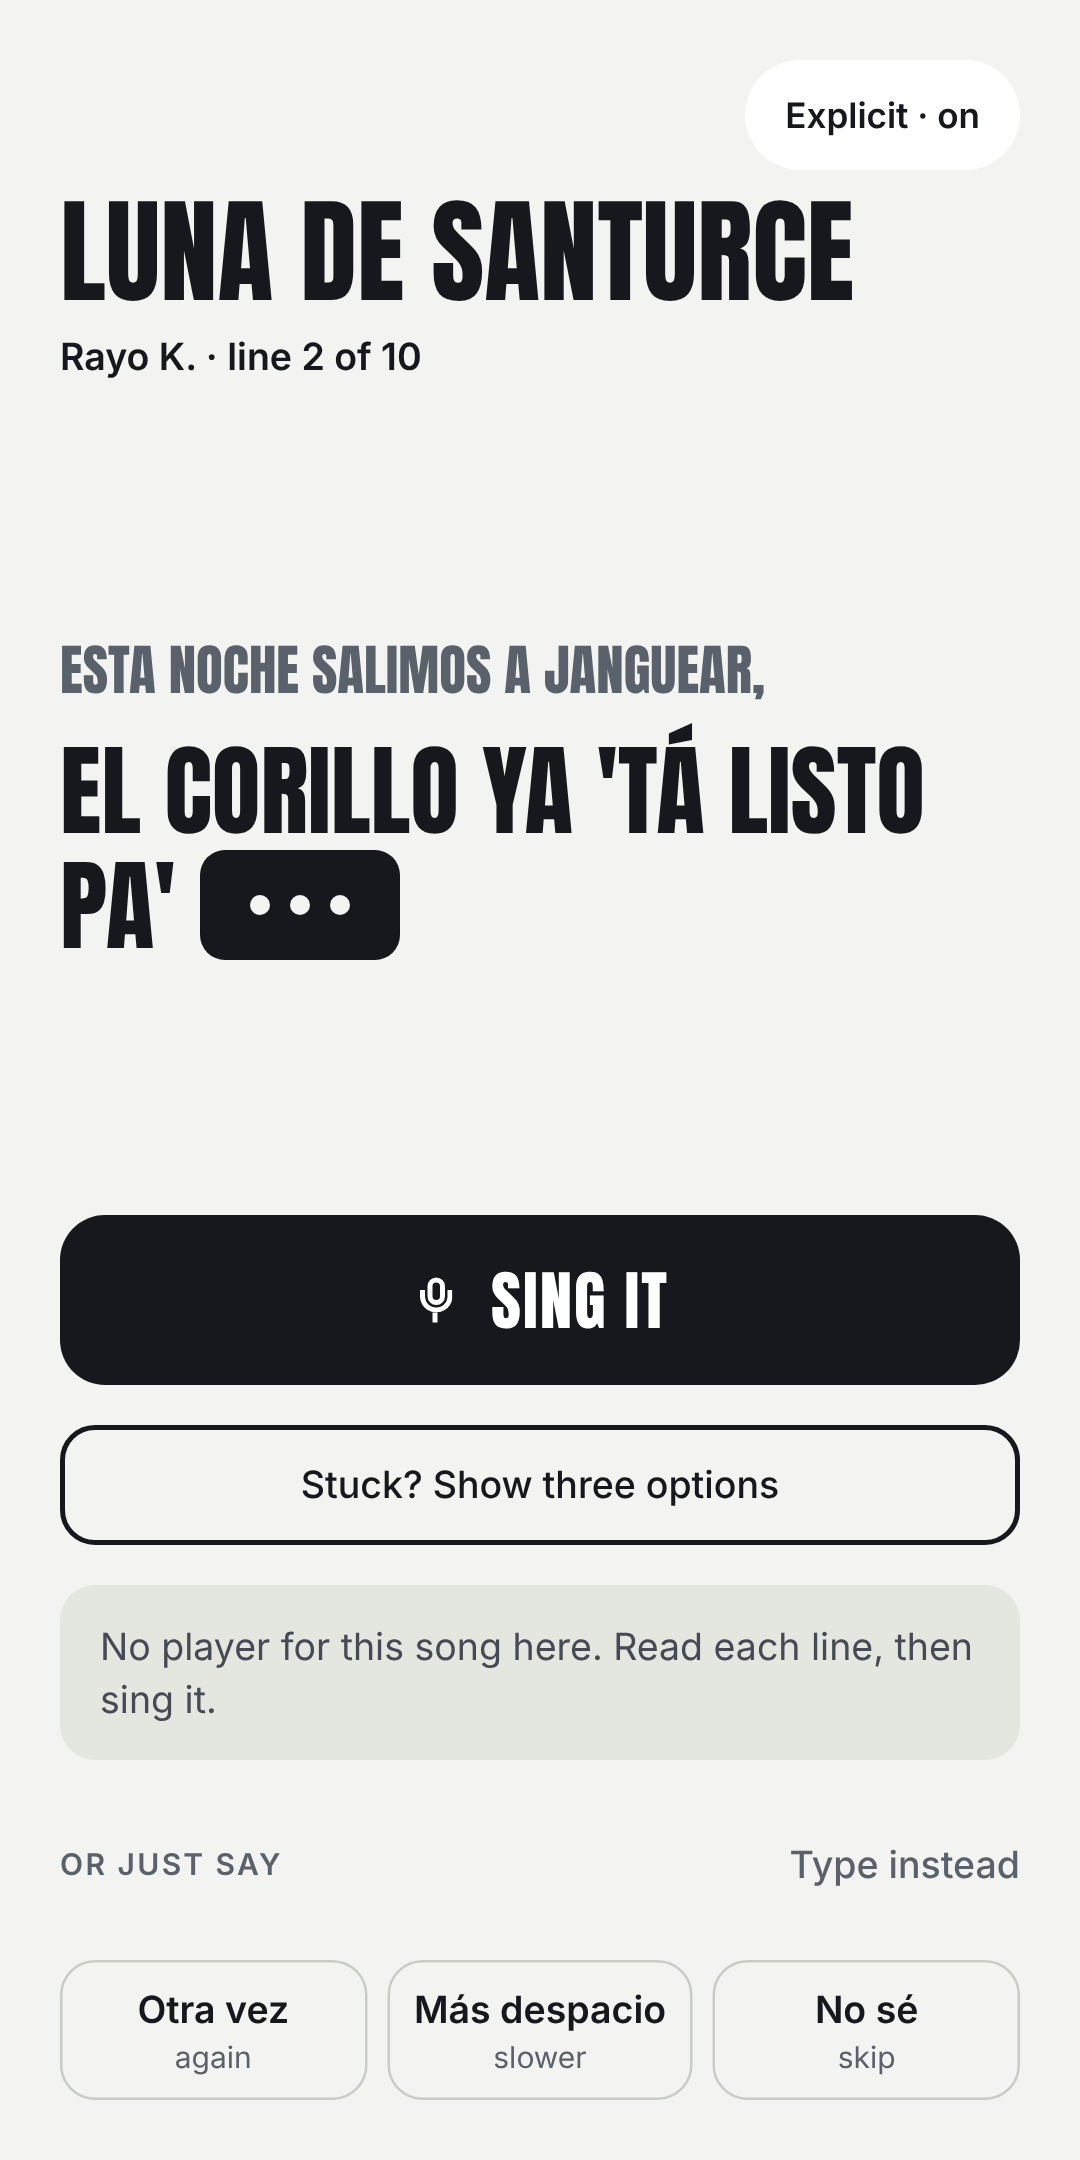 Explicit · on
LUNA DE SANTURCE
Rayo K. · line 2 of 10
ESTA NOCHE SALIMOS A JANGUEAR,
EL CORILLO YA 'TÁ LISTO
PA' •••
SING IT
Stuck? Show three options
No player for this song here. Read each line, then
sing it.
OR JUST SAY
Type instead
Otra vez
again
Más despacio
slower
No sé
skip